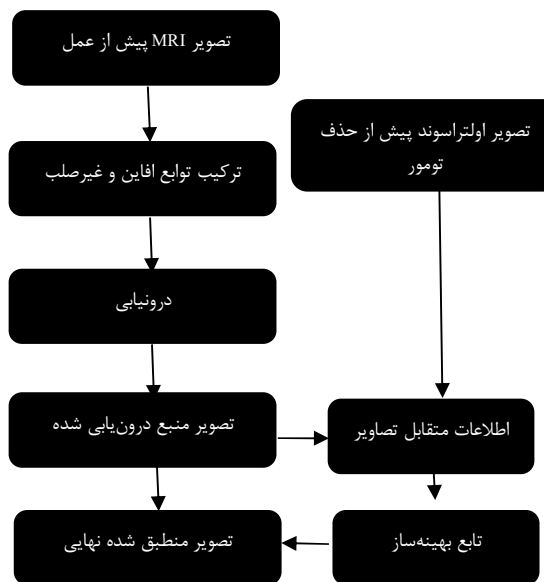 تصویر MRI پیش از عمل
تصویر اولتراسوند پیش از حذف
تومور
ترکیب توابع افاین و غیرصلب
درونیابی
تصویر منبع درون‌یابی شده
اطلاعات متقابل تصاویر
تصویر منطبق شده نهایی
تابع بهینه‌ساز